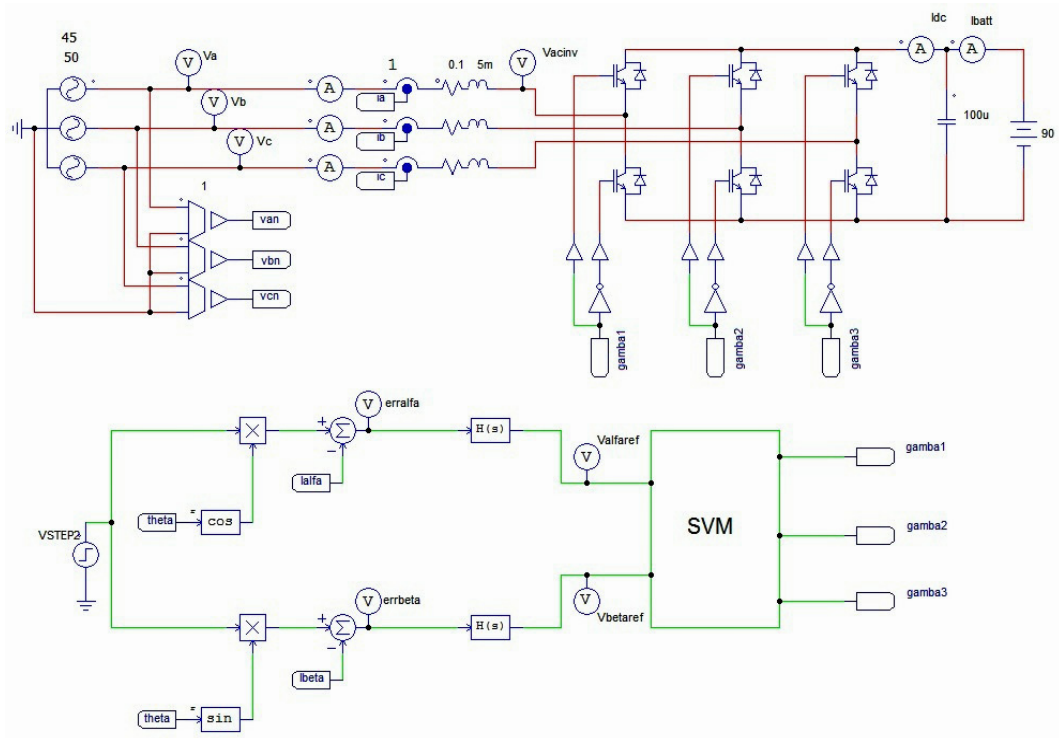 Idc Ibatt
45
50
Va
1
0.1 5m
Vacinv
V
A
A
A
ia
V
Vb
A
ib
100u
90
V
Vc
A
ic
1
van
vbn
vcn
gamba1
gamba2
gamba3
V
erralfa
+
Σ
−
H(s)
Valfaref
V
gamba1
Ialfa
theta
cos
SVM
gamba2
VSTEP2
V
errbeta
+
Σ
−
H(s)
V
Vbetaref
gamba3
Ibeta
theta
sin